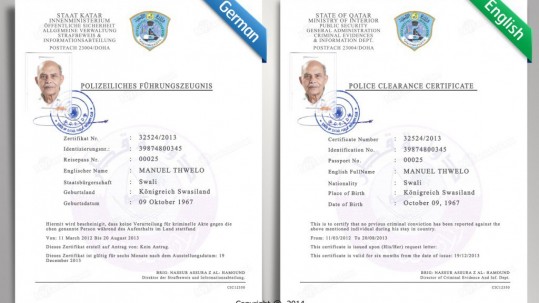 German
STAAT KATAR
INNENMINISTERIUM
ÖFFENTLICHE SICHERHEIT
ALLGEMEINE VERWALTUNG
STRAFBEWEIS &
INFORMATIONSABTEILUNG
POSTFACH 23004/DOHA
POLIZEILICHES FÜHRUNGSZEUGNIS
Zertifikat Nr. : 32524/2013
Identisierungsnr.: : 39874800345
Reisepass Nr. : 00025
Englischer Name : MANUEL THWELO
Staatsbürgerschaft : Swali
Geburtsland : Königreich Swasiland
Geburtsdatum : 09 Oktober 1967
Hiermit wird bescheinigt, dass keine Verurteilung für kriminelle Akte gegen die
oben genannte Person während des Aufenthalts im Land stattfand
Von: 11 March 2012 Bis 20 August 2013
Dieses Zertifikat erstellt auf Antrag von: Kein Antrag.
Dieses Zertifikat ist gültig für sechs Monate nach dem Ausstellungsdatum: 19
Dezember 2013
BRIG: NASSUR ASSURA Z AL- HAMSUND
Direktor der Strafbeweis und Informationsabteilung:
English
STATE OF QATAR
MINISTRY OF INTERIOR
PUBLIC SECURITY
GENERAL ADMINISTRATION
CRIMINAL EVIDENCES
& INFORMATION DEPT.
POSTFACH 23004/DOHA
POLICE CLEARANCE CERTIFICATE
Certificate Number : 32524/2013
Identification No. : 39874800345
Passport No. : 00025
English FullName : MANUEL THWELO
Nationality : Swali
Place of Birth : Königreich Swasiland
Date of Birth : October 09, 1967
This is to certify that no previous criminal conviction has been reported against the
above mentioned individual during his stay in country.
From: 11/03/2012 To: 20/08/2013
This certificate is issued upon (His/Her) request letter:
This certificate is valid for six months from the date of issue: 19/12/2013
BRIG: NASSUR ASSURA Z AL- HAMSUND
Director of Criminal Evidence And Inf. Dept.
Copyright © 2014